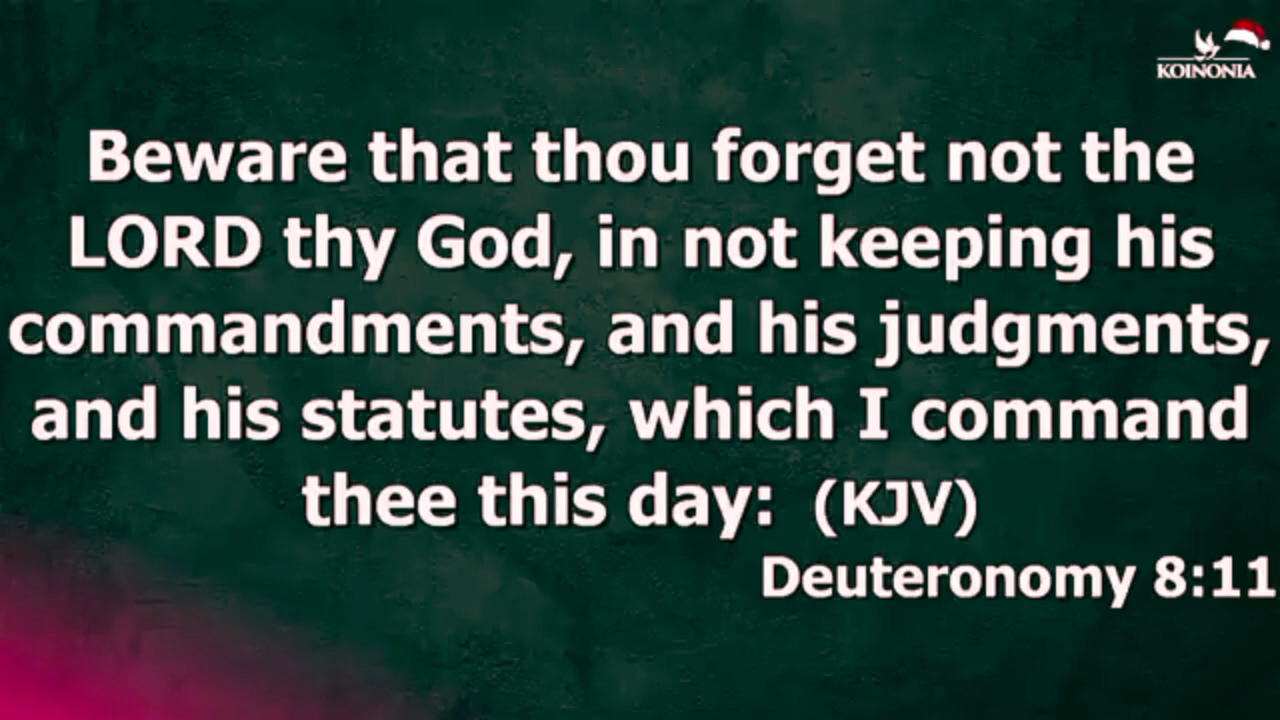 KOINONIA
Beware that thou forget not the
LORD thy God, in not keeping his
commandments, and his judgments,
and his statutes, which I command
thee this day: (KJV)
Deuteronomy 8:11